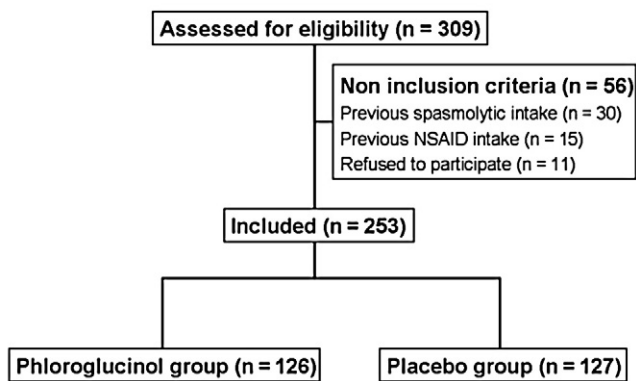 Assessed for eligibility (n = 309)
Non inclusion criteria (n = 56)
Previous spasmolytic intake (n = 30)
Previous NSAID intake (n = 15)
Refused to participate (n = 11)
Included (n = 253)
Phloroglucinol group (n = 126)
Placebo group (n = 127)